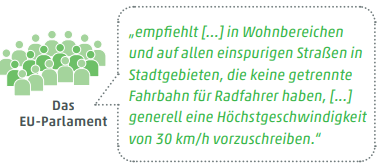 „empfiehlt [...] in Wohnbereichen
und auf allen einspurigen Straßen in
Stadtgebieten, die keine getrennte
Fahrbahn für Radfahrer haben, [...]
generell eine Höchstgeschwindigkeit
von 30 km/h vorzuschreiben.“
Das
EU-Parlament